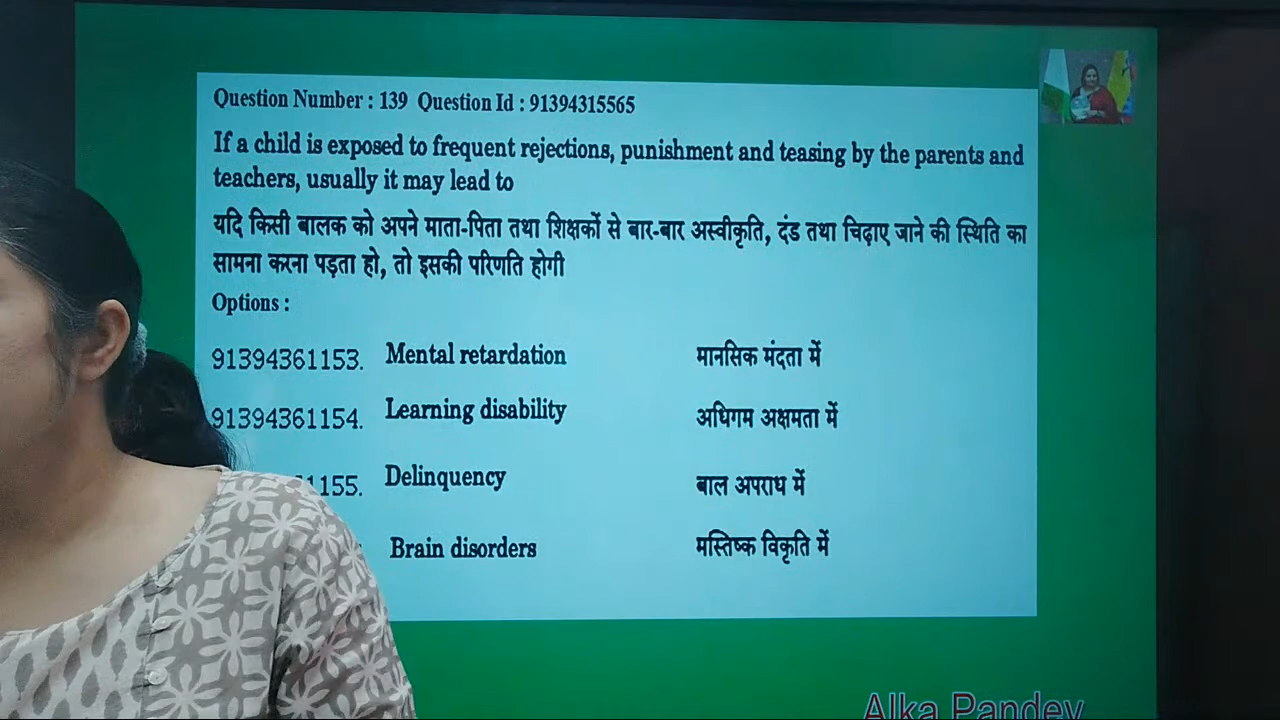 Question Number : 139 Question Id : 91394315565
If a child is exposed to frequent rejections, punishment and teasing by the parents and
teachers, usually it may lead to
यदि किसी बालक को अपने माता-पिता तथा शिक्षकों से बार-बार अस्वीकृति, दंड तथा चिढ़ाए जाने की स्थिति का
सामना करना पड़ता हो, तो इसकी परिणति होगी
Options :
91394361153. Mental retardation मानसिक मंदता में
91394361154. Learning disability अधिगम अक्षमता में
1155. Delinquency बाल अपराध में
Brain disorders मस्तिष्क विकृति में
Alka Pandey